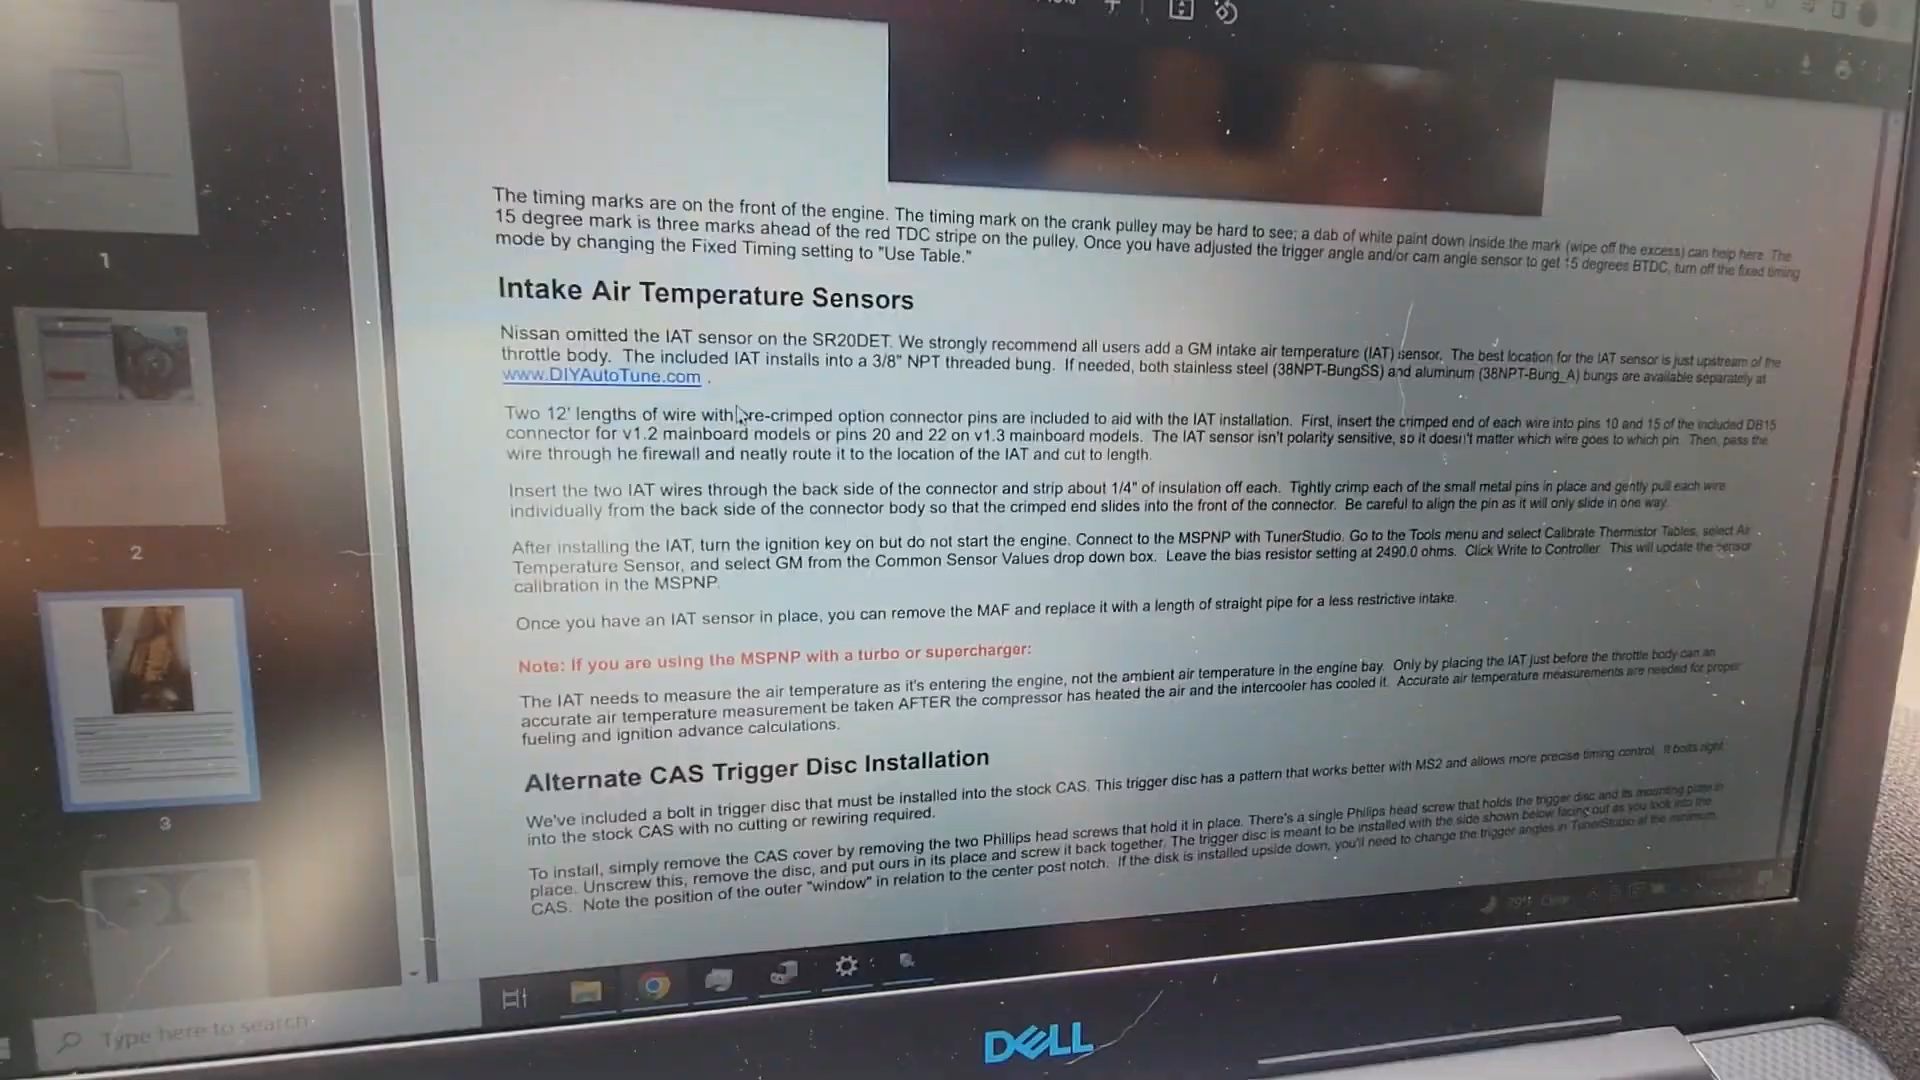 The timing marks are on the front of the engine. The timing mark on the crank pulley may be hard to see; a dab of white paint down inside the mark (wipe off the excess) can help here. The
15 degree mark is three marks ahead of the red TDC stripe on the pulley. Once you have adjusted the trigger angle and/or cam angle sensor to get 15 degrees BTDC, turn off the fixed timing
mode by changing the Fixed Timing setting to "Use Table."
Intake Air Temperature Sensors
Nissan omitted the IAT sensor on the SR20DET. We strongly recommend all users add a GM intake air temperature (IAT) sensor. The best location for the IAT sensor is just upstream of the
throttle body. The included IAT installs into a 3/8" NPT threaded bung. If needed, both stainless steel (38NPT-BungSS) and aluminum (38NPT-Bung_A) bungs are available separately at
www.DIYAutoTune.com .
Two 12' lengths of wire with pre-crimped option connector pins are included to aid with the IAT installation. First, insert the crimped end of each wire into pins 10 and 15 of the included DB15
connector for v1.2 mainboard models or pins 20 and 22 on v1.3 mainboard models. The IAT sensor isn't polarity sensitive, so it doesn't matter which wire goes to which pin. Then, pass the
wire through he firewall and neatly route it to the location of the IAT and cut to length.
Insert the two IAT wires through the back side of the connector and strip about 1/4" of insulation off each. Tightly crimp each of the small metal pins in place and gently pull each wire
individually from the back side of the connector body so that the crimped end slides into the front of the connector. Be careful to align the pin as it will only slide in one way.
After installing the IAT, turn the ignition key on but do not start the engine. Connect to the MSPNP with TunerStudio. Go to the Tools menu and select Calibrate Thermistor Tables, select Air
Temperature Sensor, and select GM from the Common Sensor Values drop down box. Leave the bias resistor setting at 2490.0 ohms. Click Write to Controller. This will update the sensor
calibration in the MSPNP.
Once you have an IAT sensor in place, you can remove the MAF and replace it with a length of straight pipe for a less restrictive intake.
Note: If you are using the MSPNP with a turbo or supercharger:
The IAT needs to measure the air temperature as it's entering the engine, not the ambient air temperature in the engine bay. Only by placing the IAT just before the throttle body can an
accurate air temperature measurement be taken AFTER the compressor has heated the air and the intercooler has cooled it. Accurate air temperature measurements are needed for proper
fueling and ignition advance calculations.
Alternate CAS Trigger Disc Installation
We've included a bolt in trigger disc that must be installed into the stock CAS. This trigger disc has a pattern that works better with MS2 and allows more precise timing control. It bolts right
into the stock CAS with no cutting or rewiring required.
To install, simply remove the CAS cover by removing the two Phillips head screws that hold it in place. There's a single Philips head screw that holds the trigger disc and its mounting plate in
place. Unscrew this, remove the disc, and put ours in its place and screw it back together. The trigger disc is meant to be installed with the side shown below facing out as you look into the
CAS. Note the position of the outer "window" in relation to the center post notch. If the disk is installed upside down, you'll need to change the trigger angles in TunerStudio at the minimum.
1
2
3
Type here to search
Clear
DELL